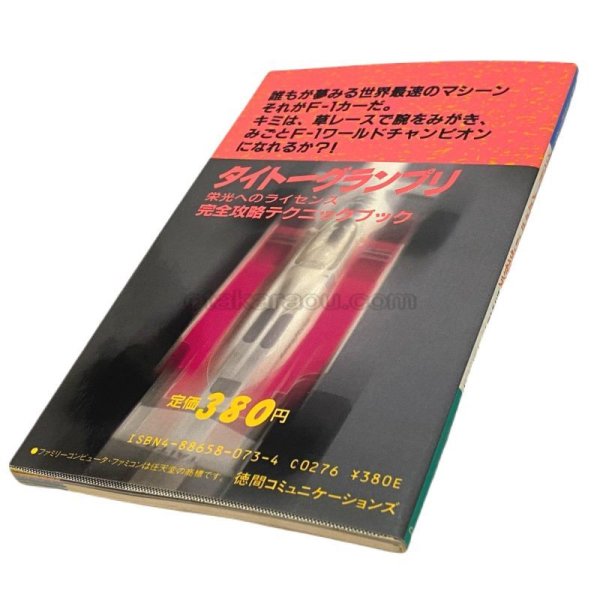 誰もが夢みる世界最速のマシーン
それがF-1カーだ。
キミは、草レースで腕をみがき、
みごとF-1ワールドチャンピオン
になれるか?!
タイトーグランプリ
栄光へのライセンス
完全攻略テクニックブック
makaraou.com
定価380円
ISBN4-88658-073-4 C0276 ¥380E
●ファミリーコンピュータ・ファミコンは任天堂の商標です。 徳間コミュニケーションズ